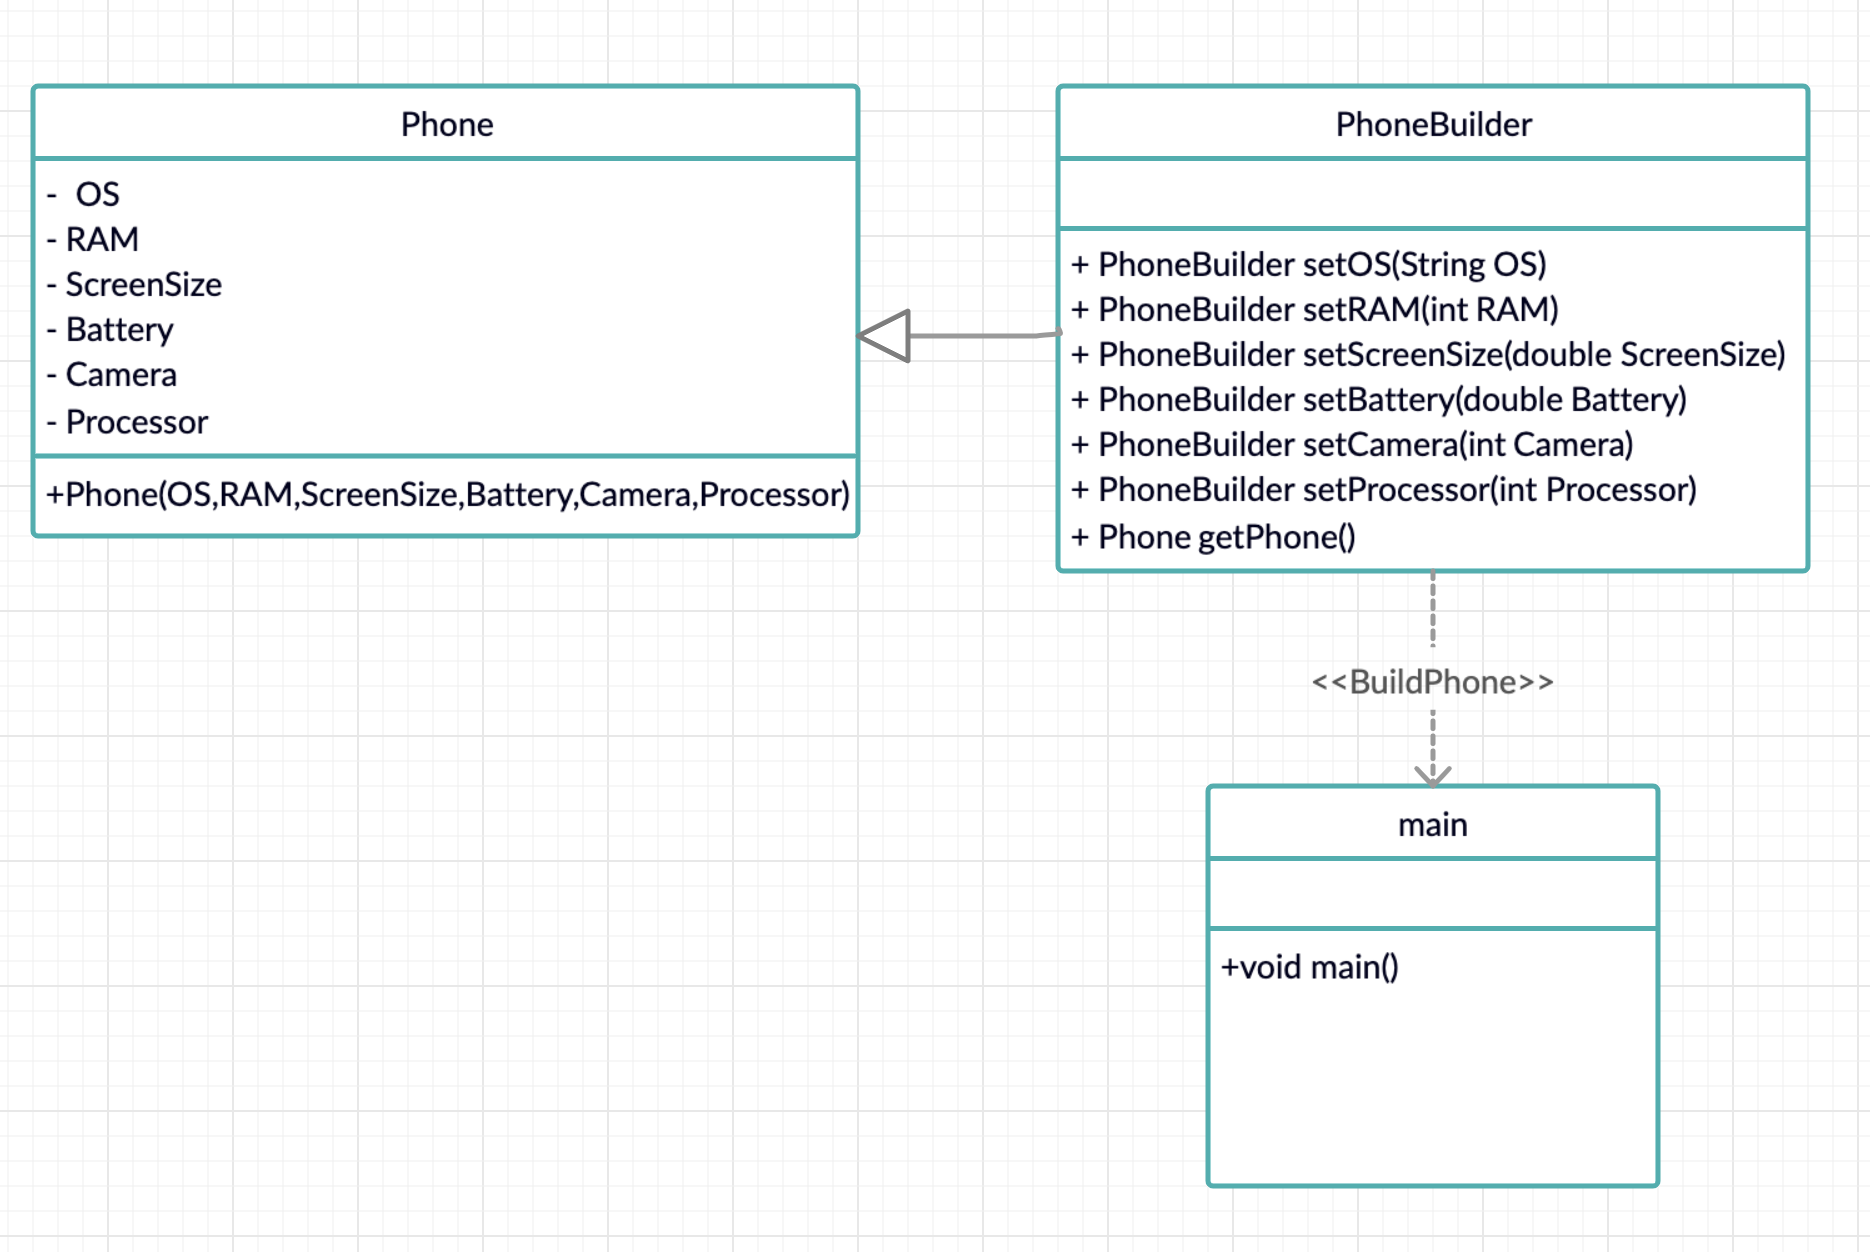 Phone
- OS
- RAM
- ScreenSize
- Battery
- Camera
- Processor
+Phone(OS,RAM,ScreenSize,Battery,Camera,Processor)
PhoneBuilder
+ PhoneBuilder setOS(String OS)
+ PhoneBuilder setRAM(int RAM)
+ PhoneBuilder setScreenSize(double ScreenSize)
+ PhoneBuilder setBattery(double Battery)
+ PhoneBuilder setCamera(int Camera)
+ PhoneBuilder setProcessor(int Processor)
+ Phone getPhone()
<<BuildPhone>>
main
+void main()